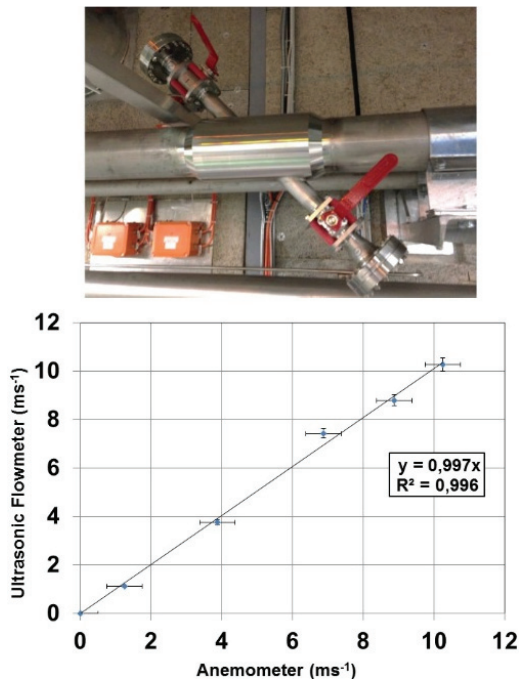 12
10
8
6
4
2
0
Ultrasonic Flowmeter (ms⁻¹)
y = 0,997x
R² = 0,996
0 2 4 6 8 10 12
Anemometer (ms⁻¹)